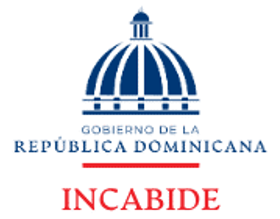 GOBIERNO DE LA
REPÚBLICA DOMINICANA
INCABIDE